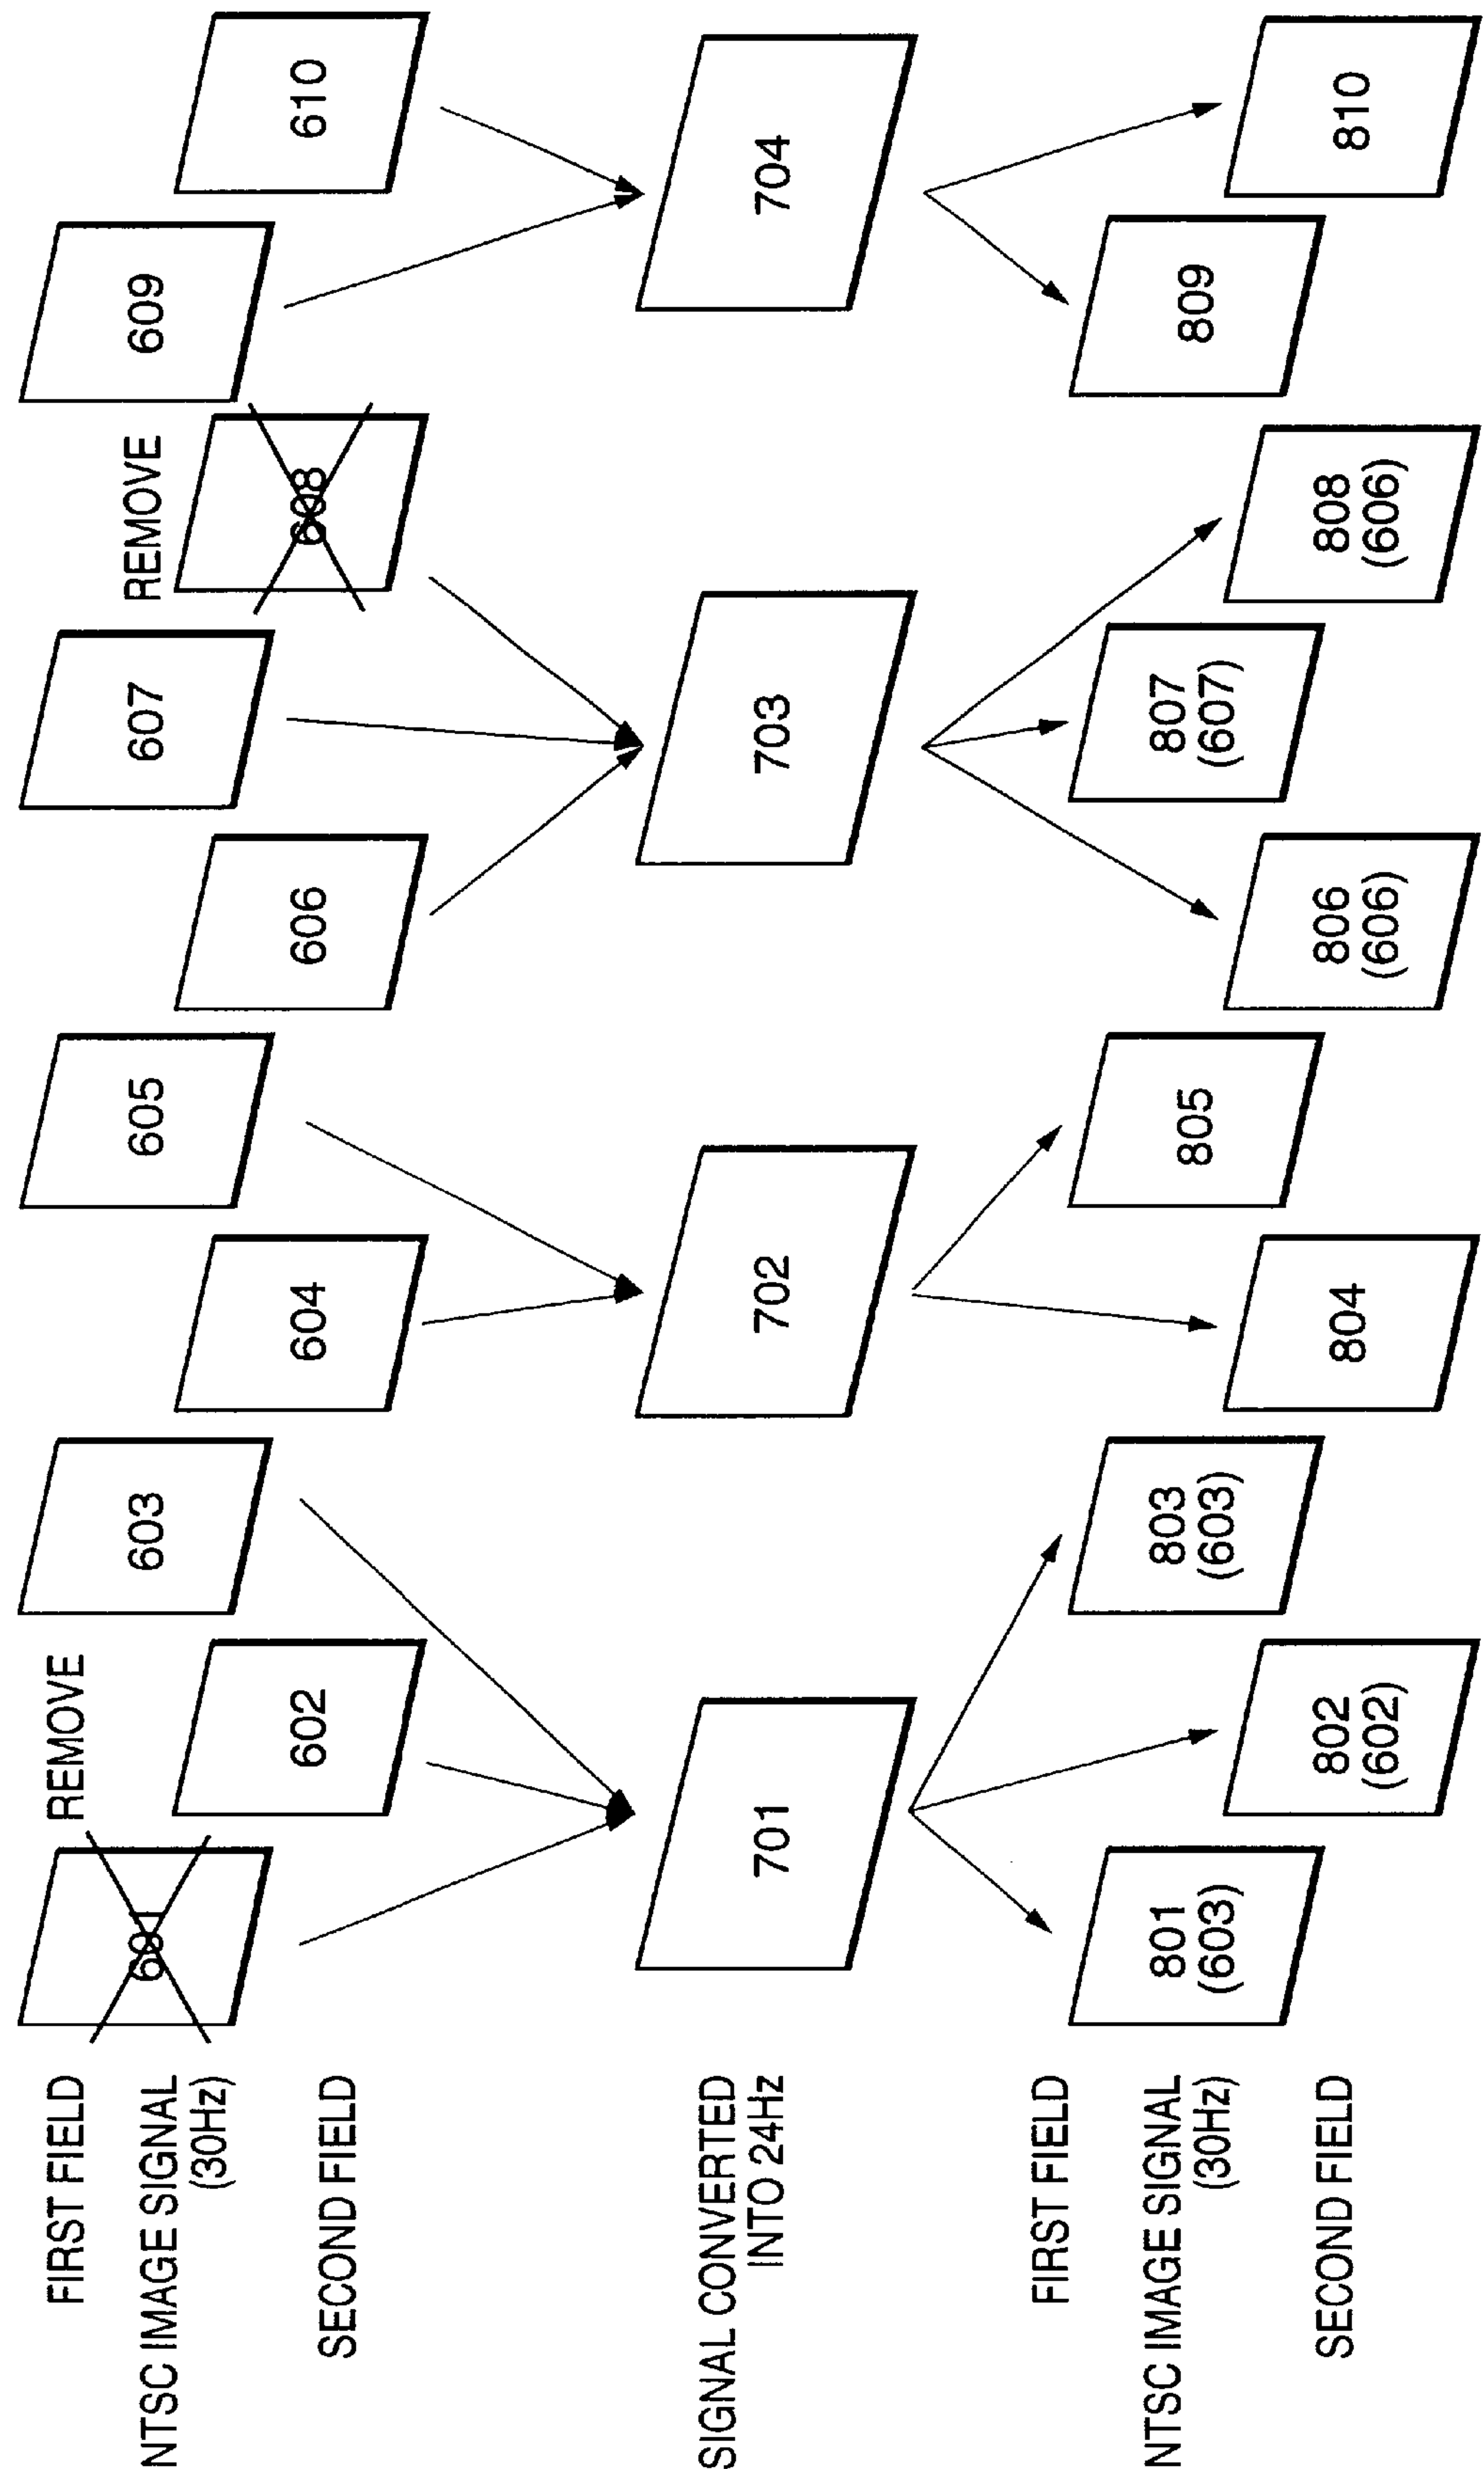 FIRST FIELD
NTSC IMAGE SIGNAL
(30Hz)
SECOND FIELD
601
REMOVE
602
603
604
605
606
607
REMOVE
608
609
610
SIGNAL CONVERTED
INTO 24Hz
701
702
703
704
FIRST FIELD
NTSC IMAGE SIGNAL
(30Hz)
SECOND FIELD
801
(603)
802
(602)
803
(603)
804
805
806
(606)
807
(607)
808
(606)
809
810